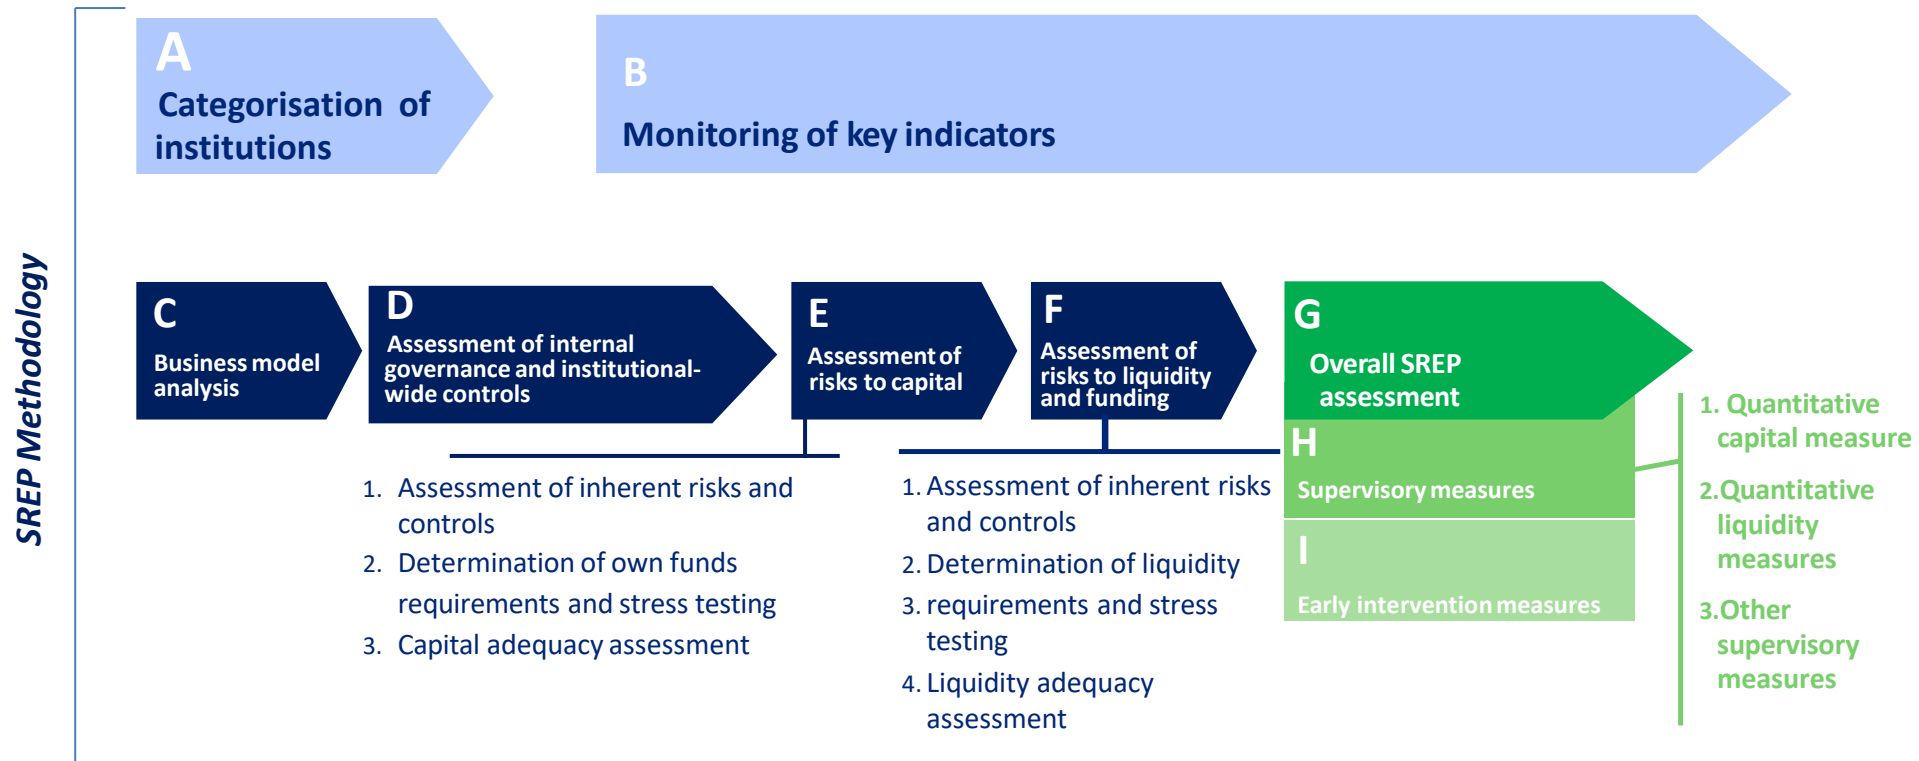 SREP Methodology
A
Categorisation of
institutions
B
Monitoring of key indicators
C
Business model
analysis
D
Assessment of internal
governance and institutional-
wide controls
E
Assessment of
risks to capital
F
Assessment of
risks to liquidity
and funding
G
Overall SREP
assessment
H
Supervisory measures
I
Early intervention measures
1. Assessment of inherent risks and
controls
2. Determination of own funds
requirements and stress testing
3. Capital adequacy assessment
1. Assessment of inherent risks
and controls
2. Determination of liquidity
3. requirements and stress
testing
4. Liquidity adequacy
assessment
1. Quantitative
capital measure
2.Quantitative
liquidity
measures
3.Other
supervisory
measures